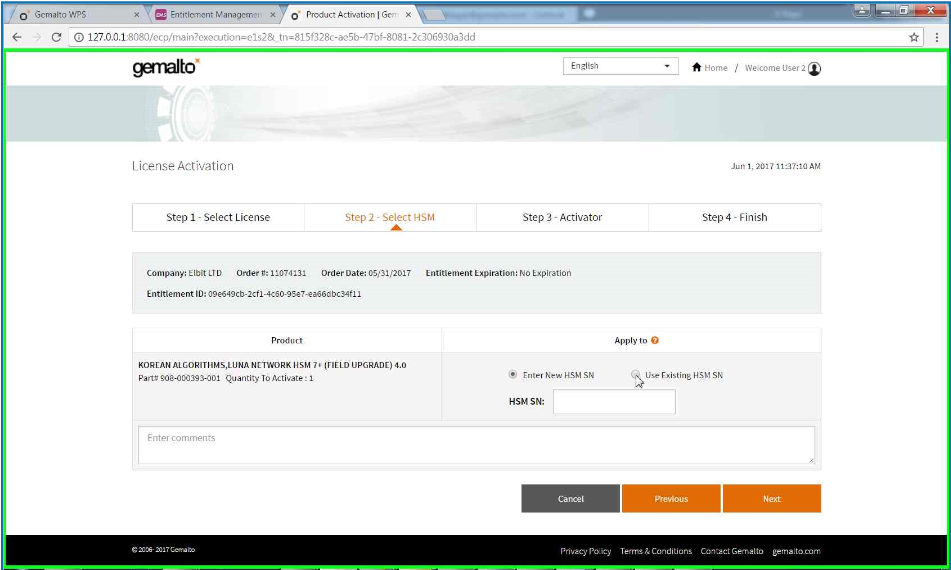 Gemalto WPS
EMS Entitlement Managemen
Product Activation | Gem
127.0.0.1:8080/ecp/main?execution=e1s2&_tn=815f328c-ae5b-47bf-8081-2c306930a3dd
gemalto
English
Home / Welcome User 2
License Activation
Jun 1, 2017 11:37:10 AM
Step 1 - Select License
Step 2 - Select HSM
Step 3 - Activator
Step 4 - Finish
Company: Elbit LTD Order #: 11074131 Order Date: 05/31/2017 Entitlement Expiration: No Expiration
Entitlement ID: 09e649cb-2cf1-4c60-95e7-ea66dbc34f11
Product
Apply to ?
KOREAN ALGORITHMS,LUNA NETWORK HSM 7+ (FIELD UPGRADE) 4.0
Part# 908-000393-001 Quantity To Activate : 1
Enter New HSM SN
Use Existing HSM SN
HSM SN:
Enter comments
Cancel
Previous
Next
© 2006- 2017 Gemalto
Privacy Policy Terms & Conditions Contact Gemalto gemalto.com